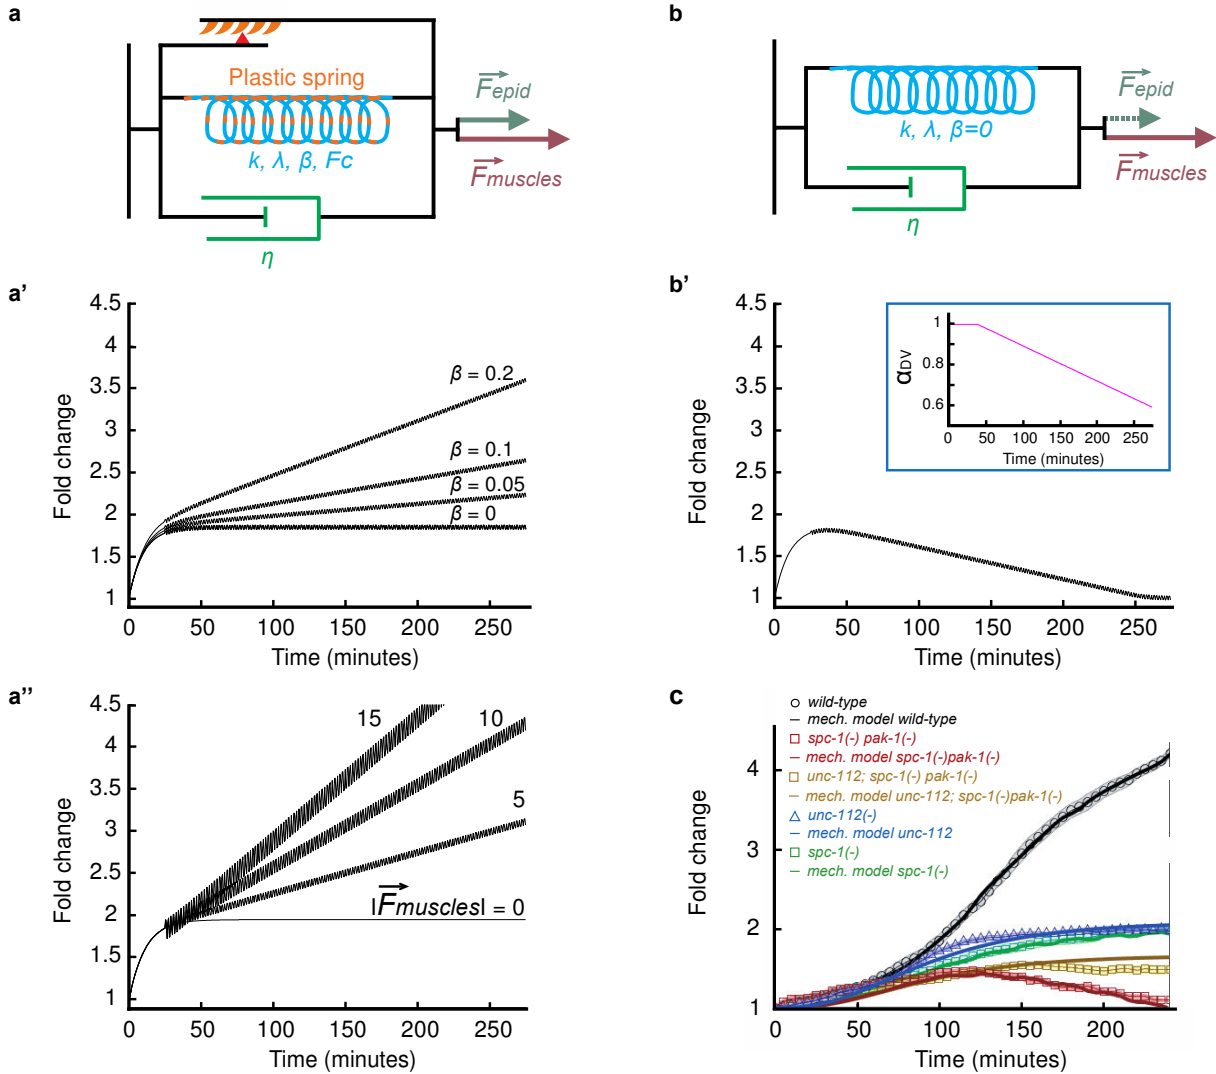 a
Plastic spring
k, λ, β, Fc
η
Fepid
Fmuscles
b
k, λ, β=0
η
Fepid
Fmuscles
a'
4.5
4
3.5
3
2.5
2
1.5
1
Fold change
β = 0.2
β = 0.1
β = 0.05
β = 0
0 50 100 150 200 250
Time (minutes)
b'
4.5
4
3.5
3
2.5
2
1.5
1
Fold change
1
0.8
0.6
αDV
0 50 100 150 200 250
Time (minutes)
0 50 100 150 200 250
Time (minutes)
a''
4.5
4
3.5
3
2.5
2
1.5
1
Fold change
15
10
5
|Fmuscles| = 0
0 50 100 150 200 250
Time (minutes)
c
wild-type
mech. model wild-type
spc-1(-) pak-1(-)
mech. model spc-1(-)pak-1(-)
unc-112; spc-1(-) pak-1(-)
mech. model unc-112; spc-1(-)pak-1(-)
unc-112(-)
mech. model unc-112
spc-1(-)
mech. model spc-1(-)
4
3
2
1
Fold change
0 50 100 150 200
Time (minutes)